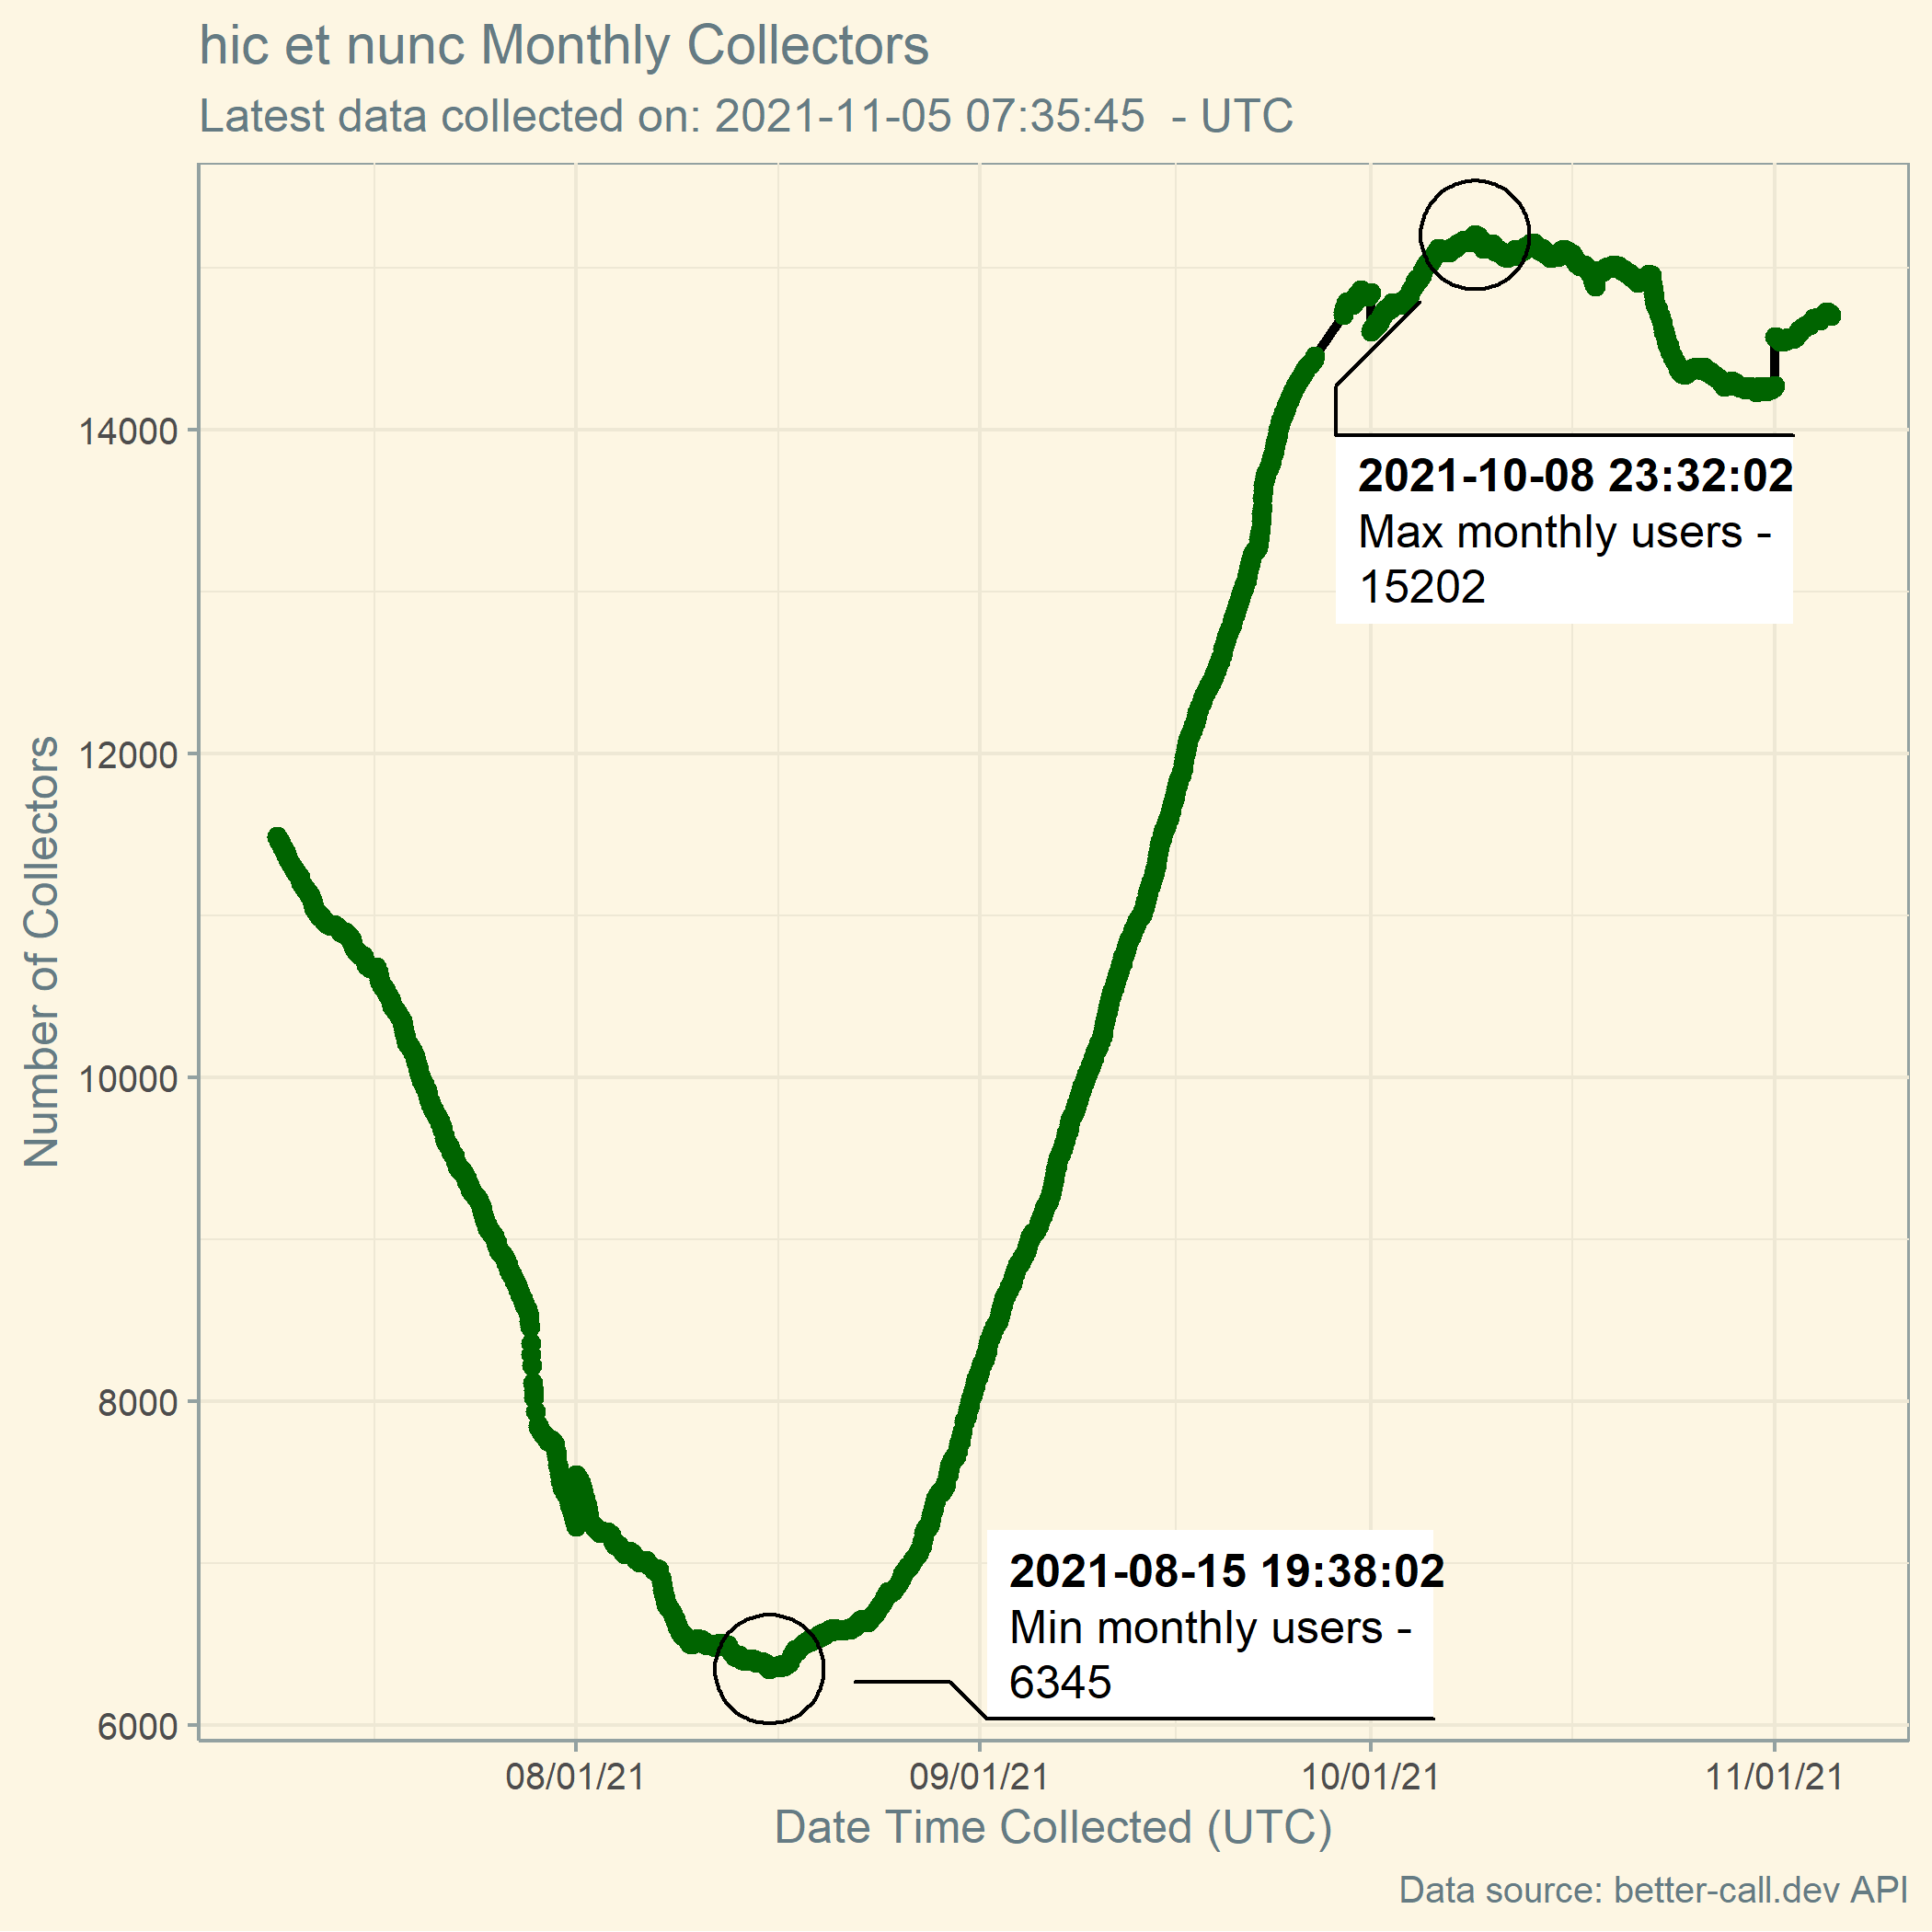 hic et nunc Monthly Collectors
Latest data collected on: 2021-11-05 07:35:45  - UTC
Number of Collectors
14000
12000
10000
8000
6000
2021-10-08 23:32:02
Max monthly users -
15202
2021-08-15 19:38:02
Min monthly users -
6345
08/01/21
09/01/21
10/01/21
11/01/21
Date Time Collected (UTC)
Data source: better-call.dev API